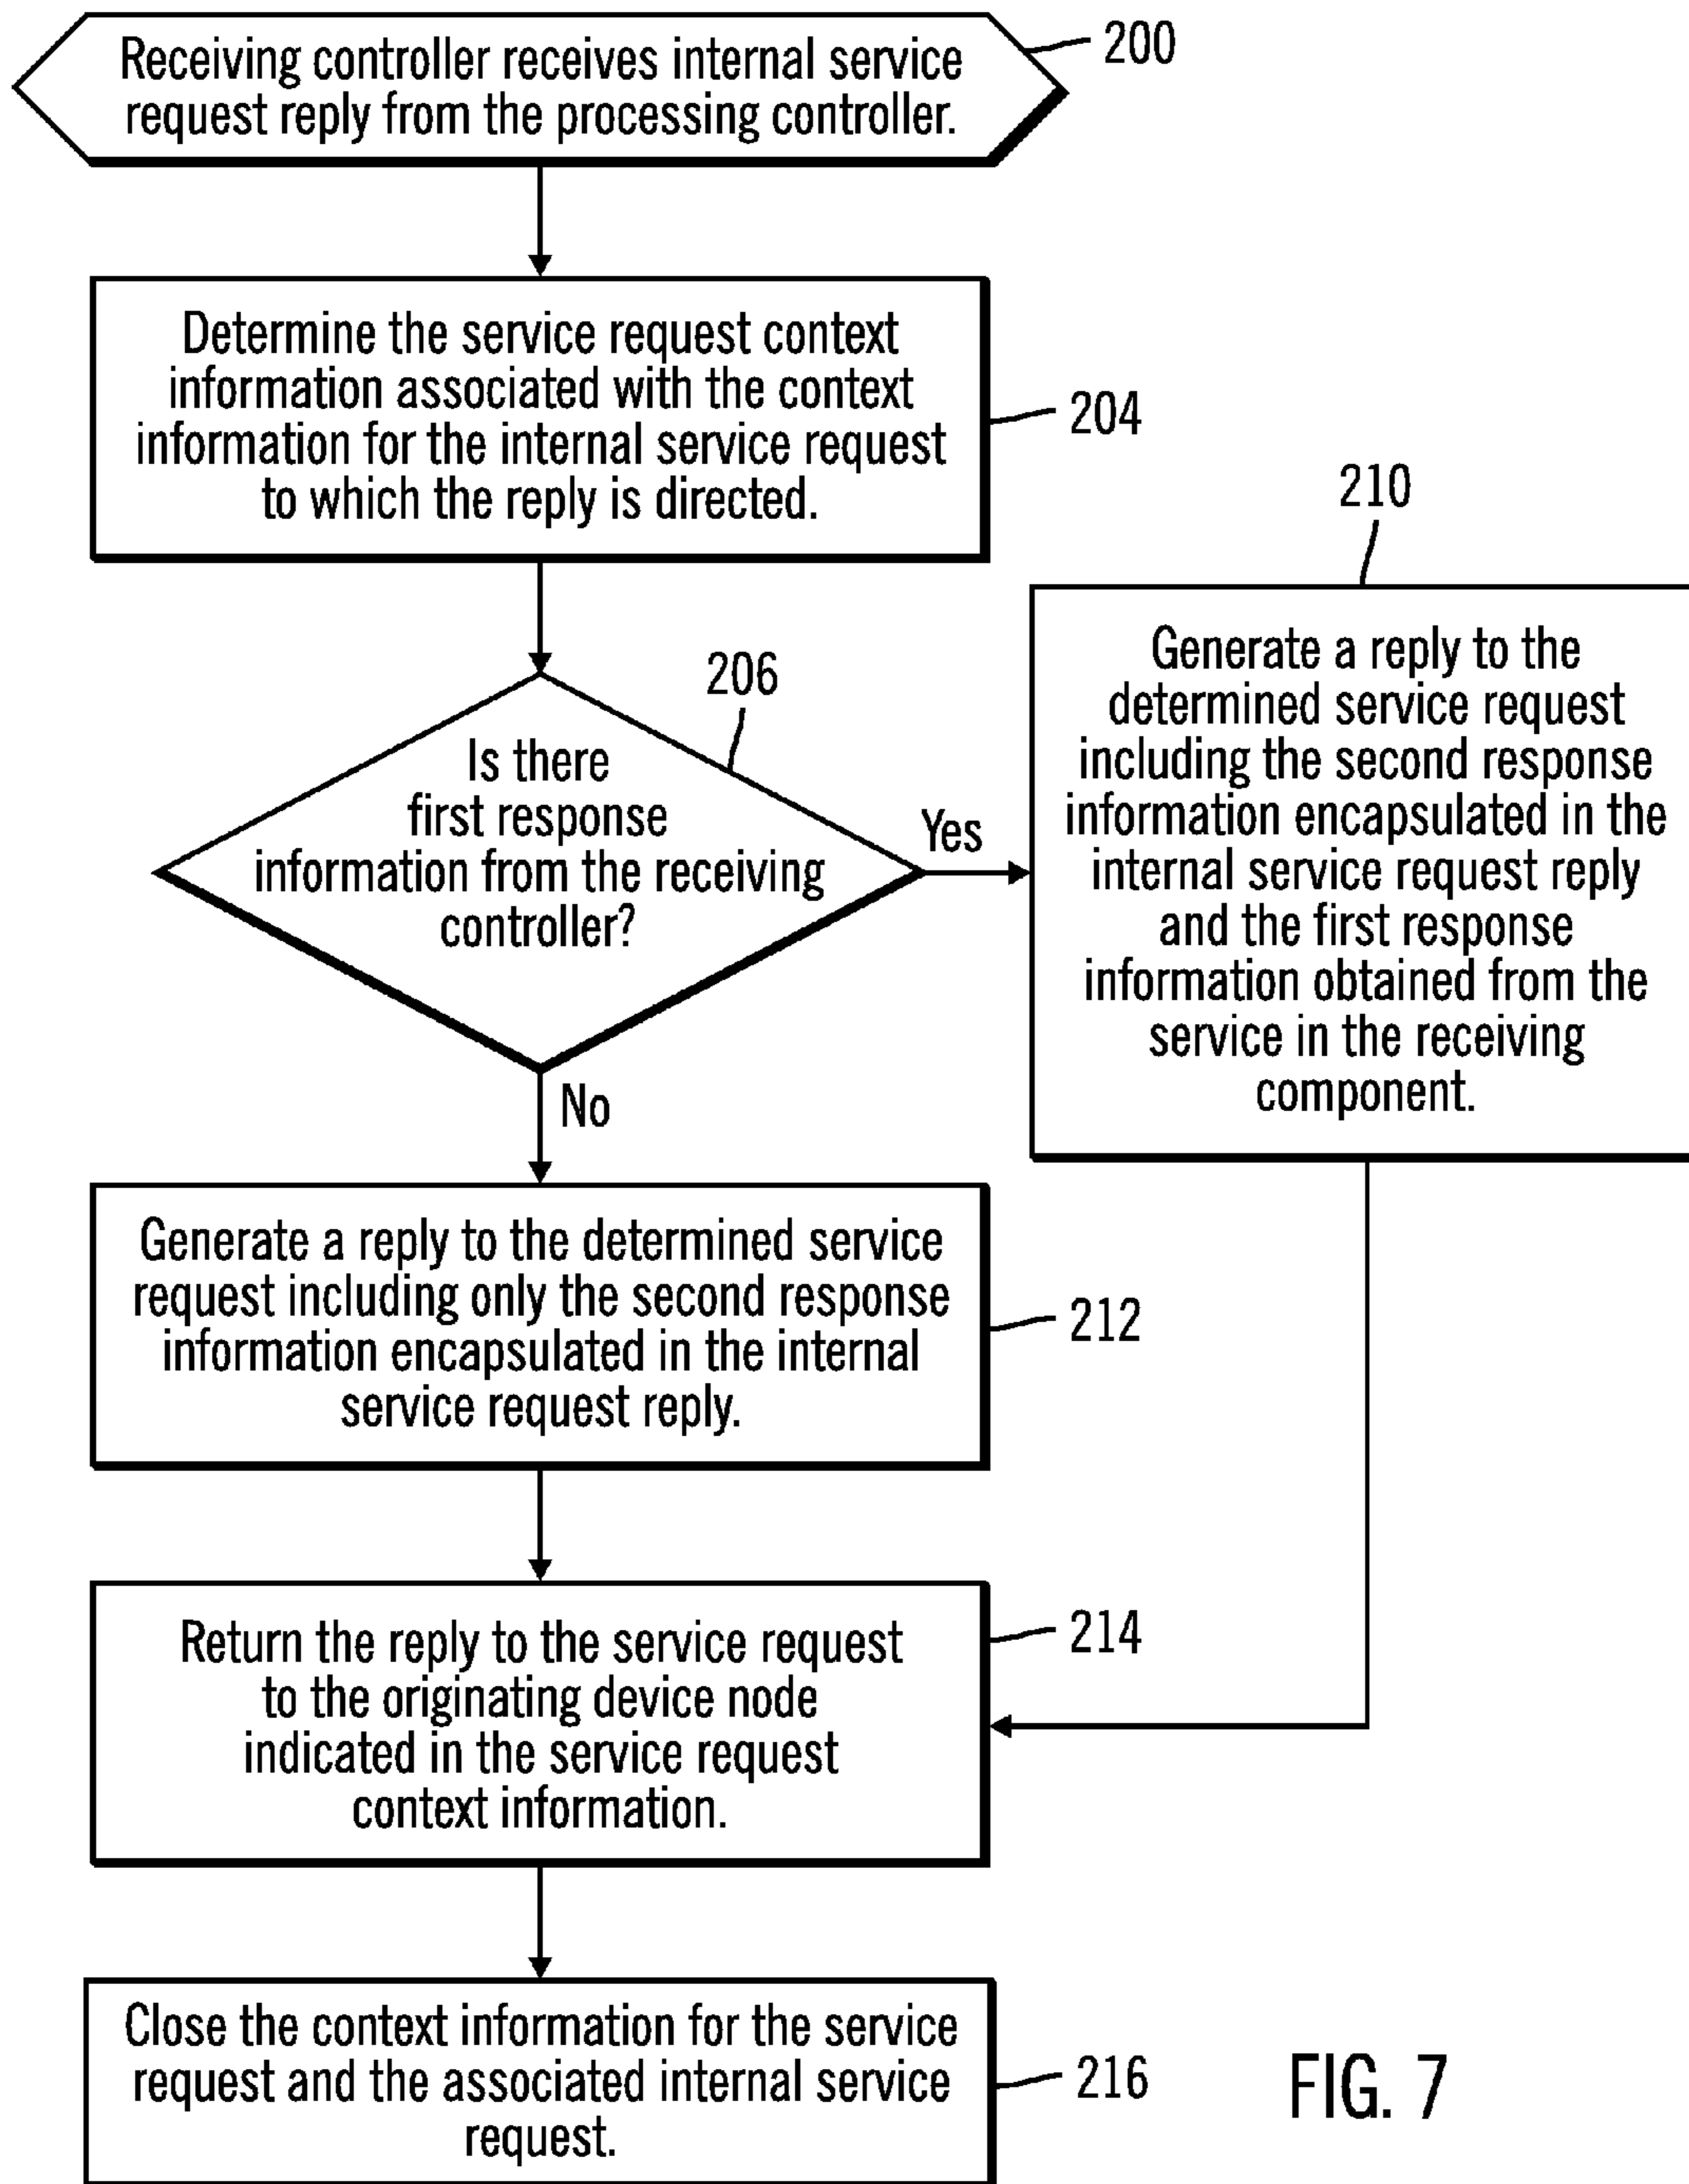 Receiving controller receives internal service
request reply from the processing controller.
200
Determine the service request context
information associated with the context
information for the internal service request
to which the reply is directed.
204
206
Is there
first response
information from the receiving
controller?
Yes
No
210
Generate a reply to the
determined service request
including the second response
information encapsulated in the
internal service request reply
and the first response
information obtained from the
service in the receiving
component.
Generate a reply to the determined service
request including only the second response
information encapsulated in the internal
service request reply.
212
Return the reply to the service request
to the originating device node
indicated in the service request
context information.
214
Close the context information for the service
request and the associated internal service
request.
216
FIG. 7